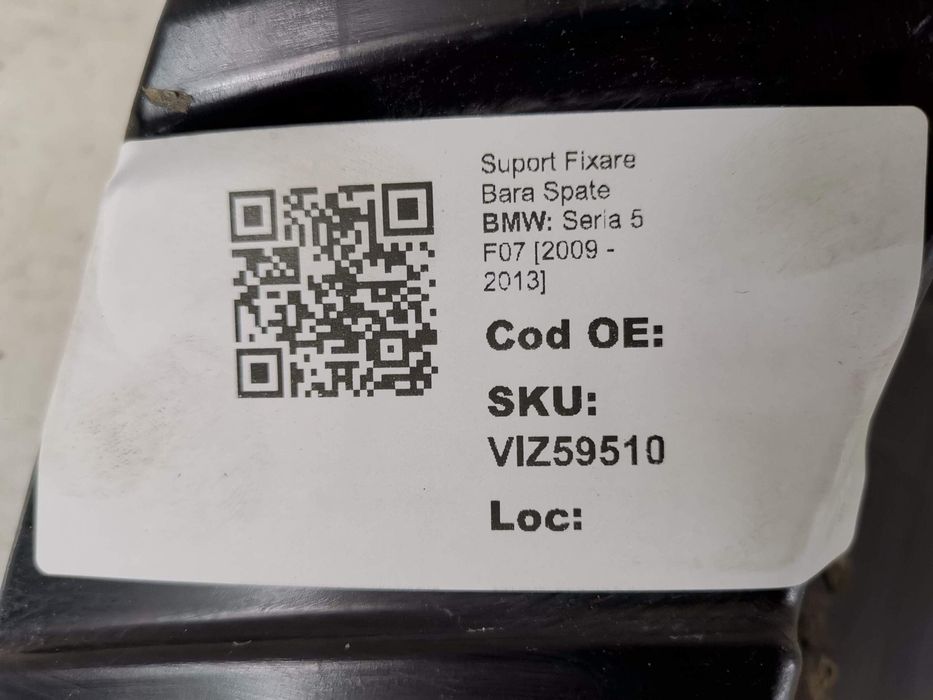 Suport Fixare
Bara Spate
BMW: Seria 5
F07 [2009 -
2013]
Cod OE:
SKU:
VIZ59510
Loc: